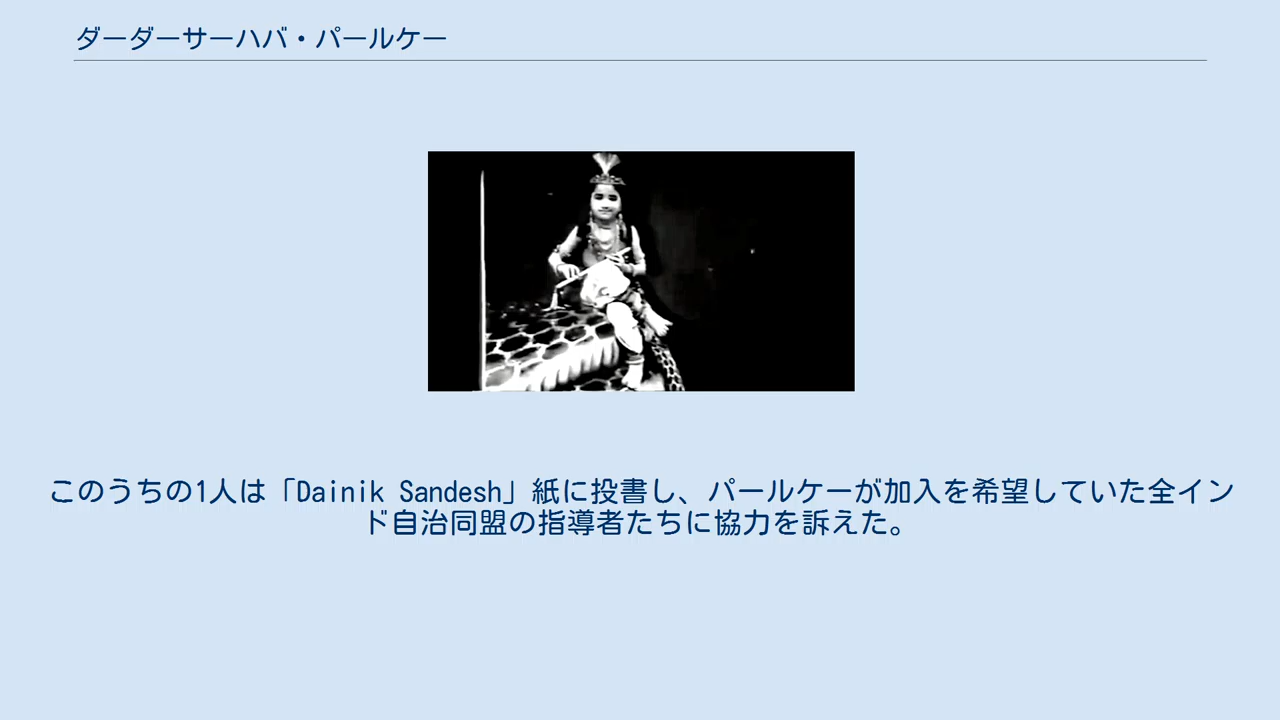 ダーダーサーハバ・パールケー
このうちの1人は「Dainik Sandesh」紙に投書し、パールケーが加入を希望していた全イン
ド自治同盟の指導者たちに協力を訴えた。